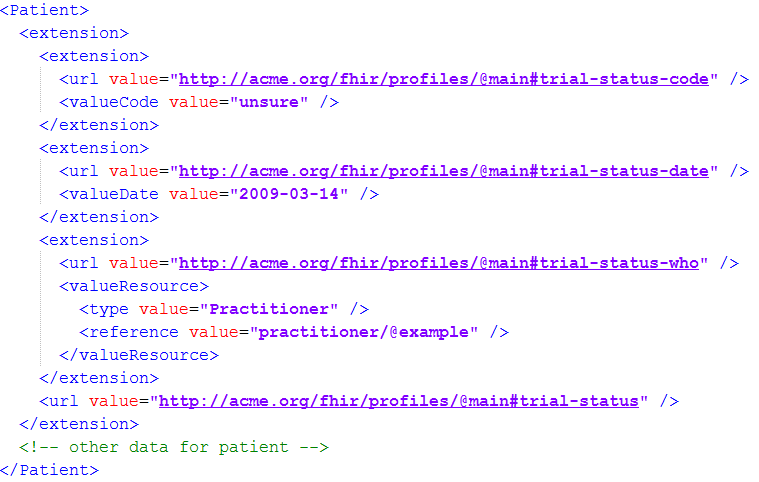 <Patient>
  <extension>
    <extension>
      <url value="http://acme.org/fhir/profiles/@main#trial-status-code" />
      <valueCode value="unsure" />
    </extension>
    <extension>
      <url value="http://acme.org/fhir/profiles/@main#trial-status-date" />
      <valueDate value="2009-03-14" />
    </extension>
    <extension>
      <url value="http://acme.org/fhir/profiles/@main#trial-status-who" />
      <valueResource>
        <type value="Practitioner" />
        <reference value="practitioner/@example" />
      </valueResource>
    </extension>
    <url value="http://acme.org/fhir/profiles/@main#trial-status" />
  </extension>
  <!-- other data for patient -->
</Patient>